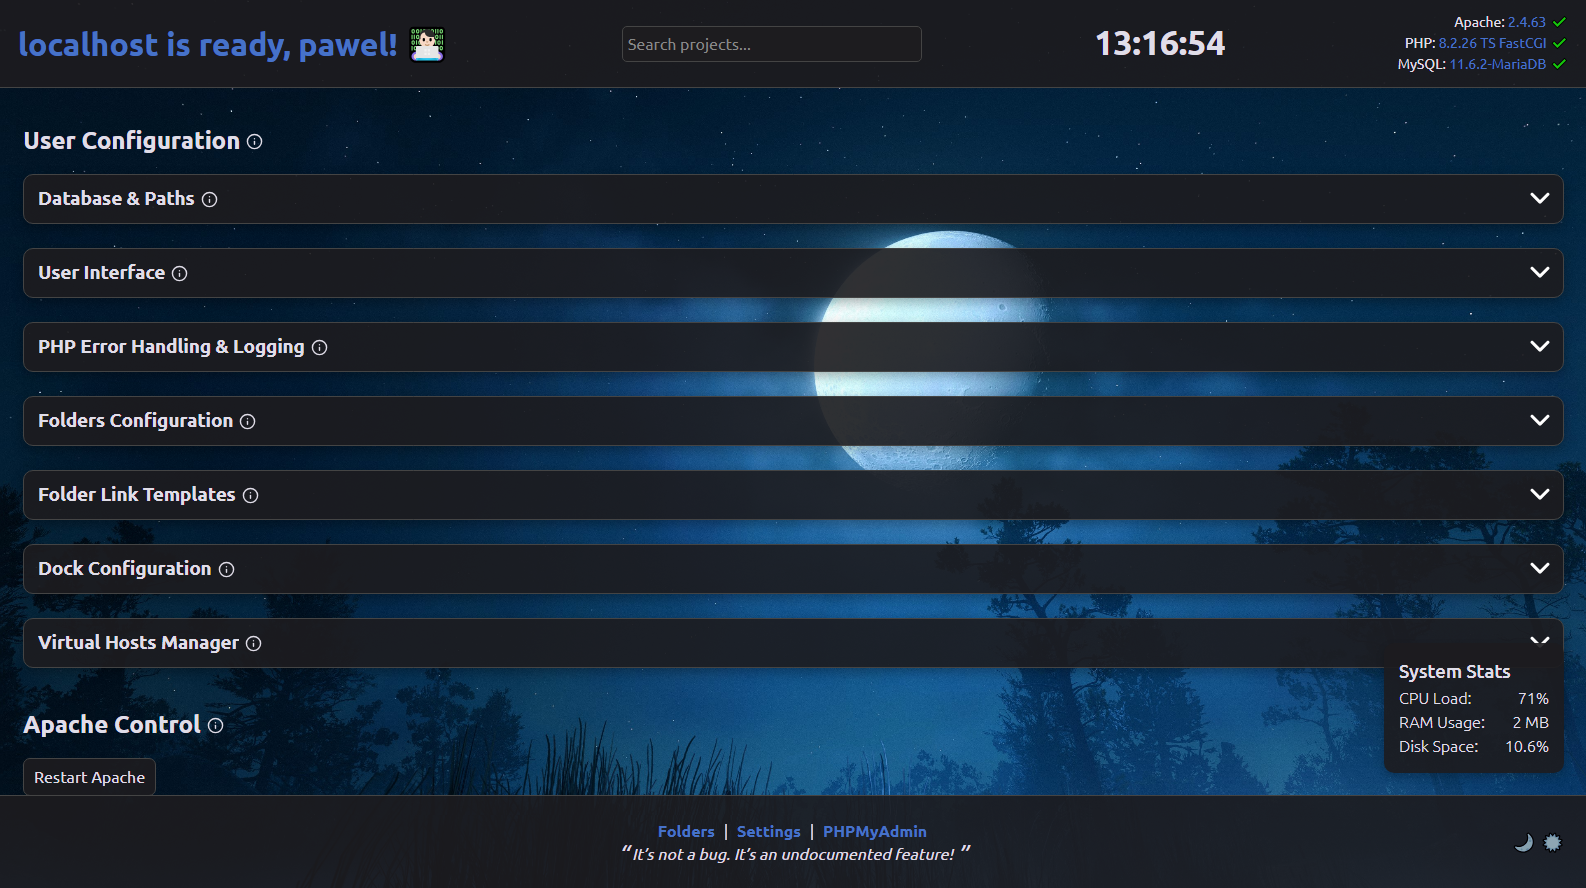 localhost is ready, pawel!
Search projects...
13:16:54
Apache: 2.4.63
PHP: 8.2.26 TS FastCGI
MySQL: 11.6.2-MariaDB
User Configuration
Database & Paths
User Interface
PHP Error Handling & Logging
Folders Configuration
Folder Link Templates
Dock Configuration
Virtual Hosts Manager
System Stats
CPU Load: 71%
RAM Usage: 2 MB
Disk Space: 10.6%
Apache Control
Restart Apache
Folders | Settings | PHPMyAdmin
“It's not a bug. It's an undocumented feature! ”